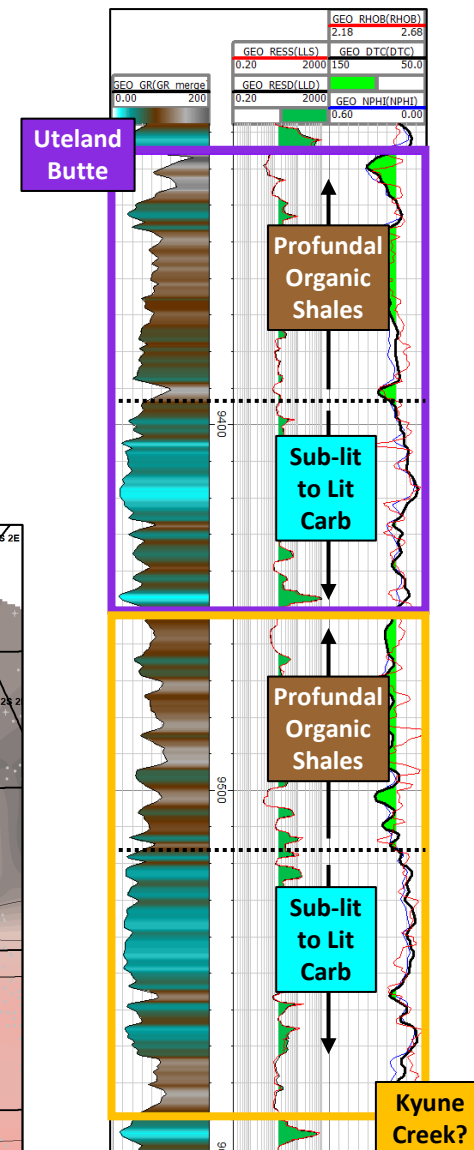 GEO_RHOB(RHOB)
2.18 2.68
GEO_RESS(LLS) GEO_DTC(DTC)
0.20 2000 150 50.0
GEO_GR(GR_merge GEO_RESD(LLD)
0.00 200 0.20 2000 GEO_NPHI(NPHI)
0.60 0.00
Uteland
Butte
Profundal
Organic
Shales
9400
Sub-lit
to Lit
Carb
2E
Profundal
Organic
Shales
9500
Sub-lit
to Lit
Carb
Kyune
Creek?